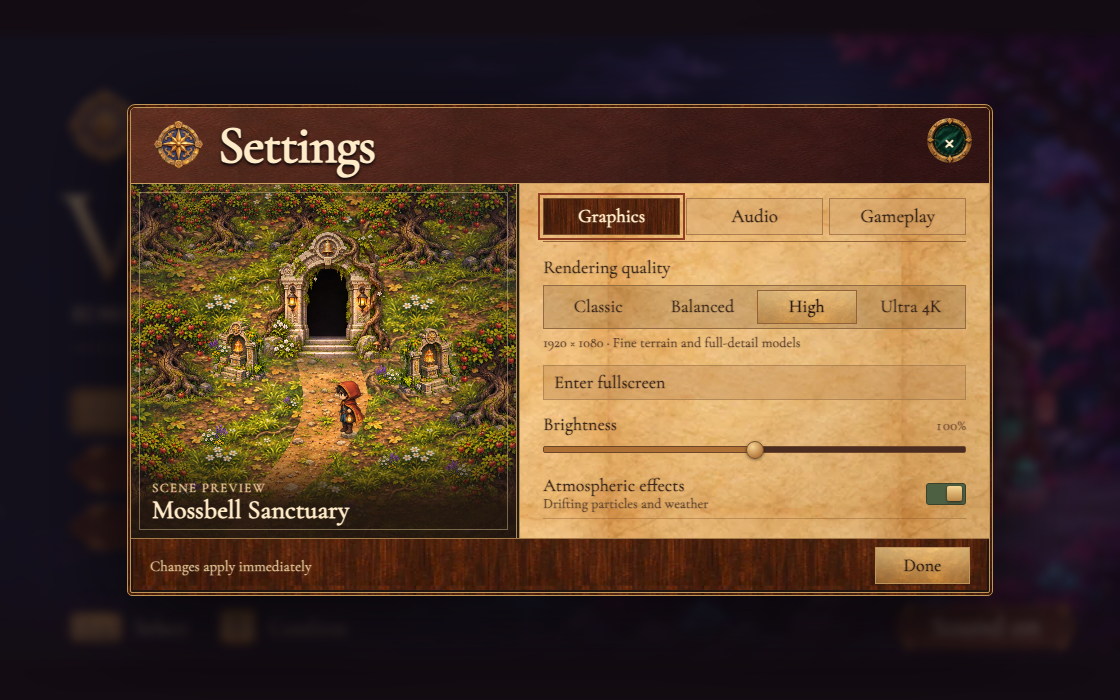 Settings
Graphics
Audio
Gameplay
Rendering quality
Classic
Balanced
High
Ultra 4K
1920 × 1080 · Fine terrain and full-detail models
Enter fullscreen
Brightness
100%
Atmospheric effects
Drifting particles and weather
SCENE PREVIEW
Mossbell Sanctuary
Changes apply immediately
Done